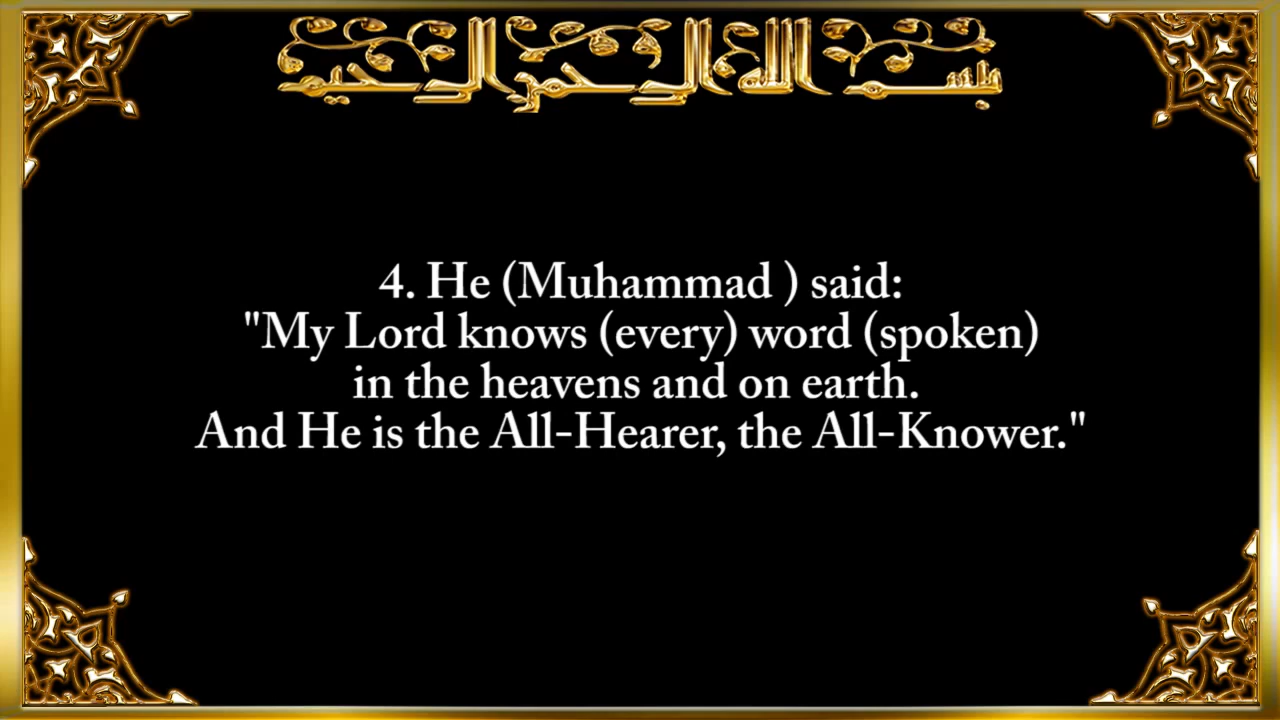 بسم الله الرحمن الرحيم
4. He (Muhammad ) said:
"My Lord knows (every) word (spoken)
in the heavens and on earth.
And He is the All-Hearer, the All-Knower."